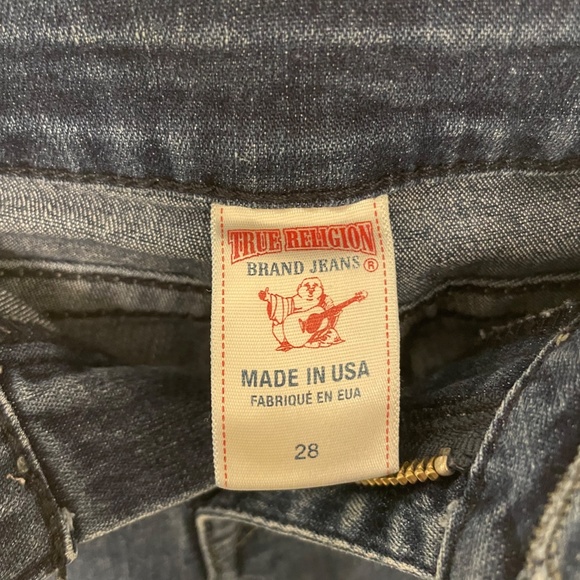 TRUE RELIGION
BRAND JEANS®
MADE IN USA
FABRIQUÉ EN EUA
28